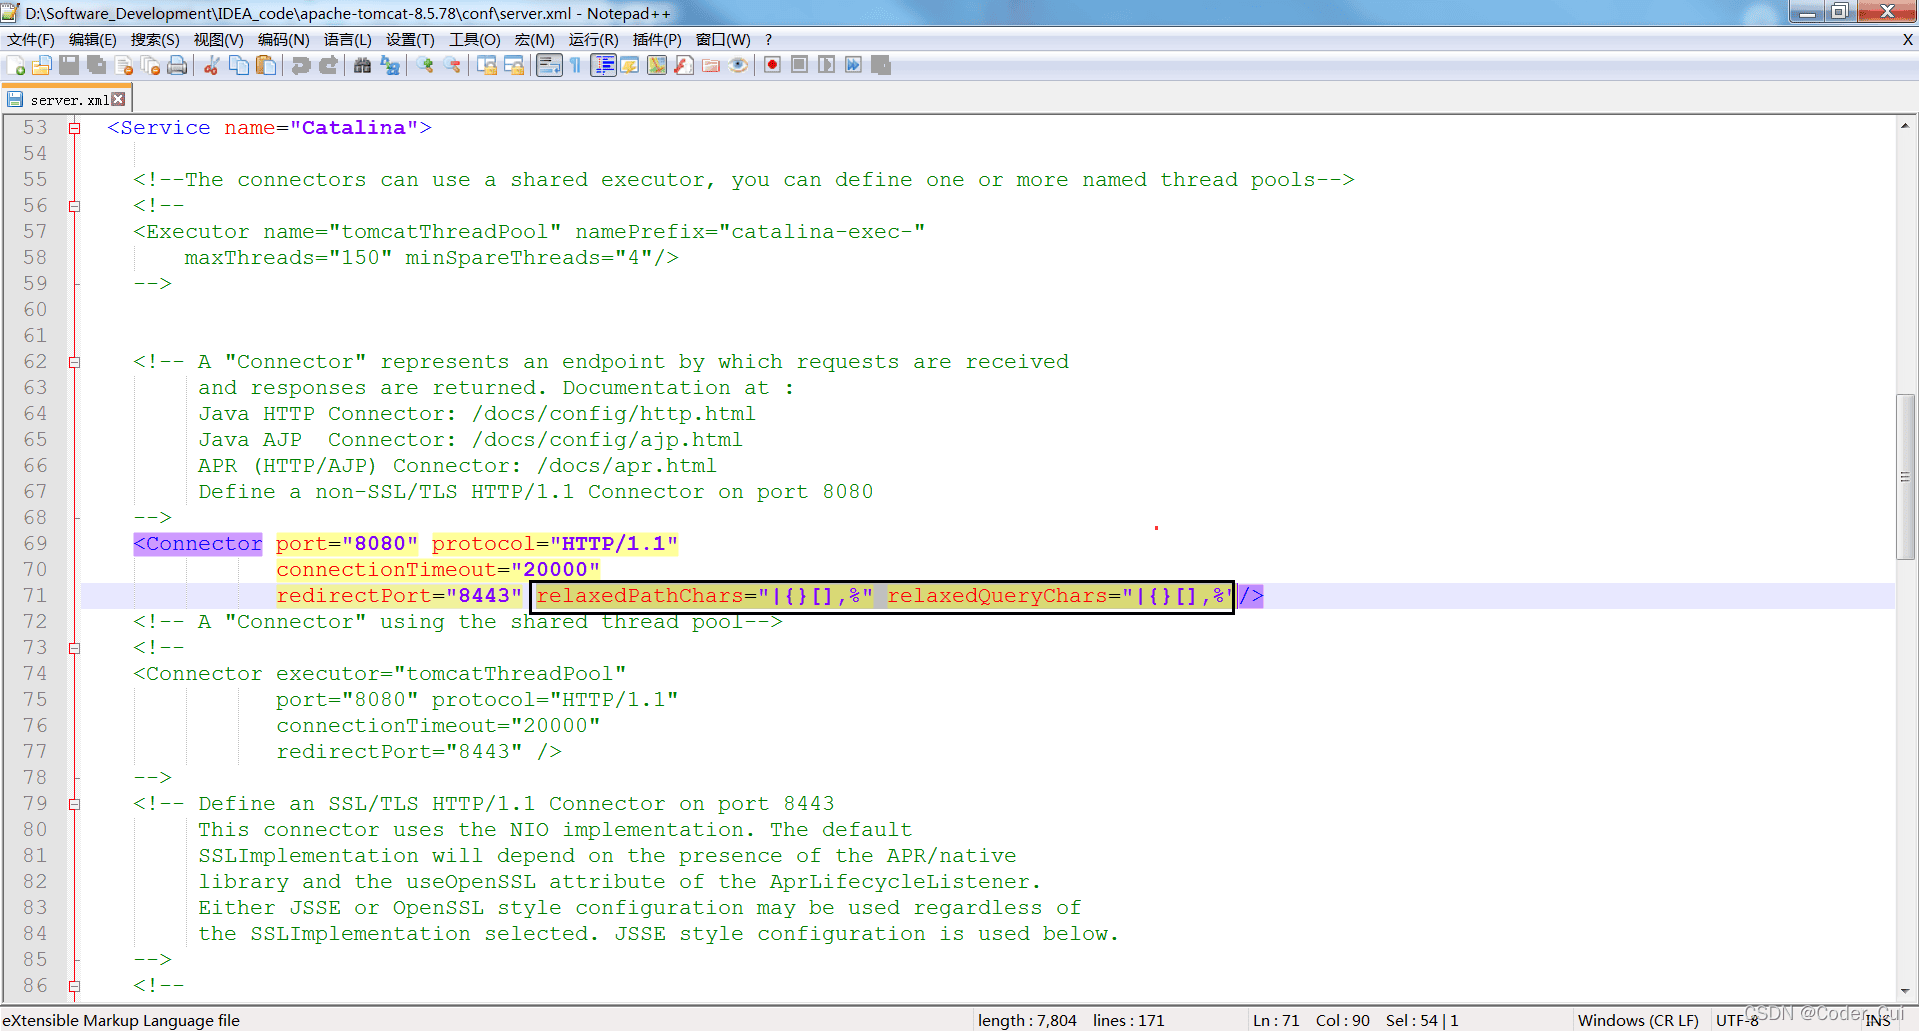 D:\Software_Development\IDEA_code\apache-tomcat-8.5.78\conf\server.xml - Notepad++
文件(F) 编辑(E) 搜索(S) 视图(V) 编码(N) 语言(L) 设置(T) 工具(O) 宏(M) 运行(R) 插件(P) 窗口(W) ? X
server.xml
53 <Service name="Catalina">
54
55 <!--The connectors can use a shared executor, you can define one or more named thread pools-->
56 <!--
57 <Executor name="tomcatThreadPool" namePrefix="catalina-exec-"
58 maxThreads="150" minSpareThreads="4"/>
59 -->
60
61
62 <!-- A "Connector" represents an endpoint by which requests are received
63 and responses are returned. Documentation at :
64 Java HTTP Connector: /docs/config/http.html
65 Java AJP  Connector: /docs/config/ajp.html
66 APR (HTTP/AJP) Connector: /docs/apr.html
67 Define a non-SSL/TLS HTTP/1.1 Connector on port 8080
68 -->
69 <Connector port="8080" protocol="HTTP/1.1"
70 connectionTimeout="20000"
71 redirectPort="8443" relaxedPathChars="|{}[],%" relaxedQueryChars="|{}[],%"/>
72 <!-- A "Connector" using the shared thread pool-->
73 <!--
74 <Connector executor="tomcatThreadPool"
75 port="8080" protocol="HTTP/1.1"
76 connectionTimeout="20000"
77 redirectPort="8443" />
78 -->
79 <!-- Define an SSL/TLS HTTP/1.1 Connector on port 8443
80 This connector uses the NIO implementation. The default
81 SSLImplementation will depend on the presence of the APR/native
82 library and the useOpenSSL attribute of the AprLifecycleListener.
83 Either JSSE or OpenSSL style configuration may be used regardless of
84 the SSLImplementation selected. JSSE style configuration is used below.
85 -->
86 <!--
eXtensible Markup Language file length : 7,804 lines : 171 Ln : 71 Col : 90 Sel : 54 | 1 Windows (CR LF) UTF-8 INS
CSDN @Coder_Cui